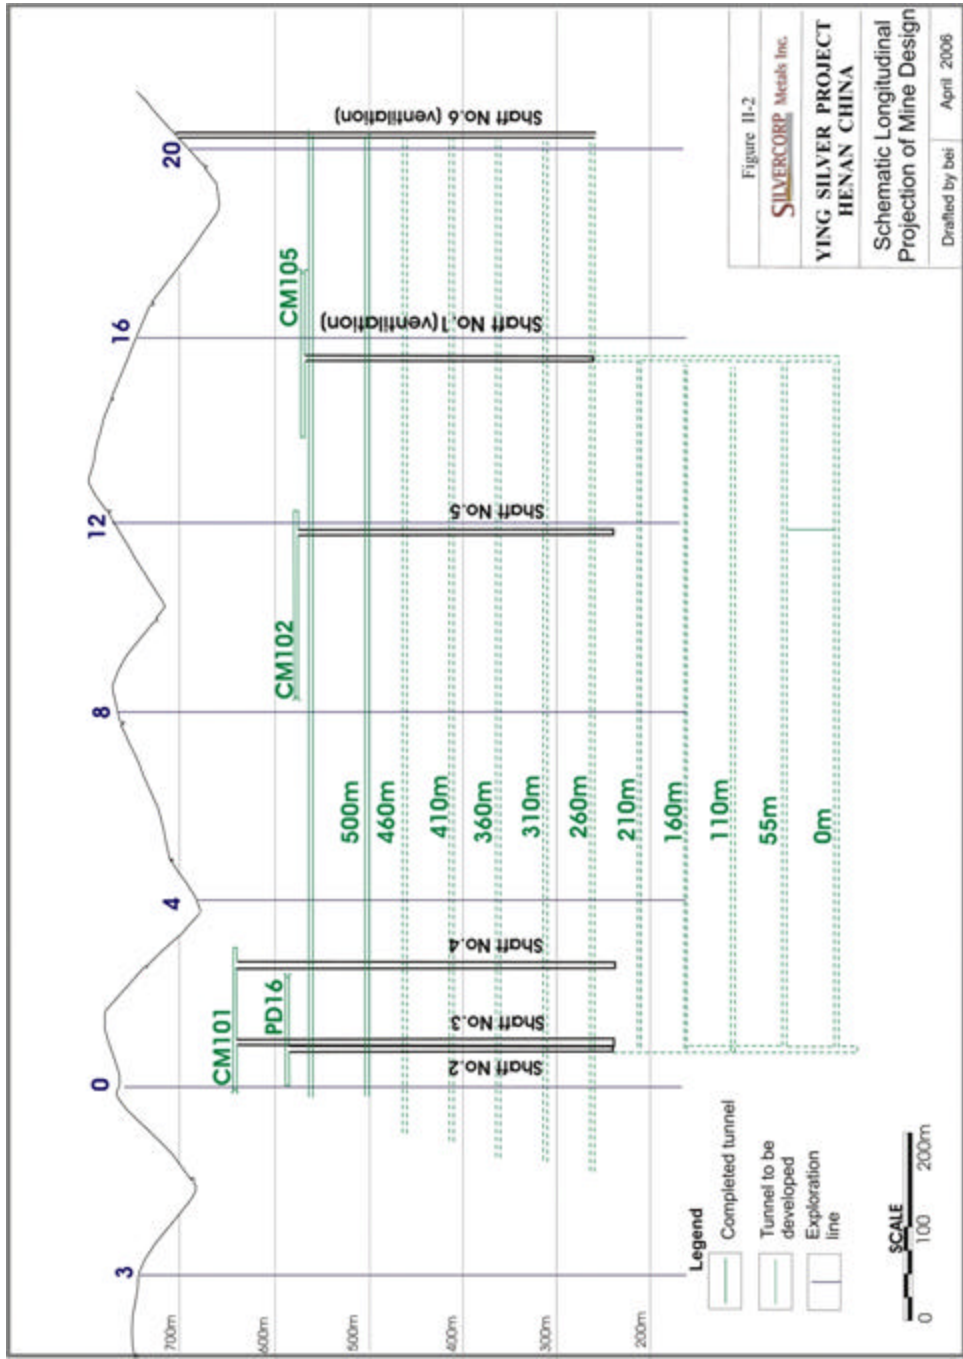 3
0
4
8
12
16
20
700m
600m
500m
400m
300m
200m
CM101
PD16
CM102
CM105
Shaft No.2
Shaft No.3
Shaft No.4
Shaft No.5
Shaft No.1 (ventilation)
Shaft No.6 (ventilation)
500m
460m
410m
360m
310m
260m
210m
160m
110m
55m
0m
Legend
Completed tunnel
Tunnel to be
developed
Exploration
line
SCALE
0 100 200m
Figure II-2
SILVERCORP Metals Inc.
YING SILVER PROJECT
HENAN CHINA
Schematic Longitudinal
Projection of Mine Design
Drafted by bei April 2006